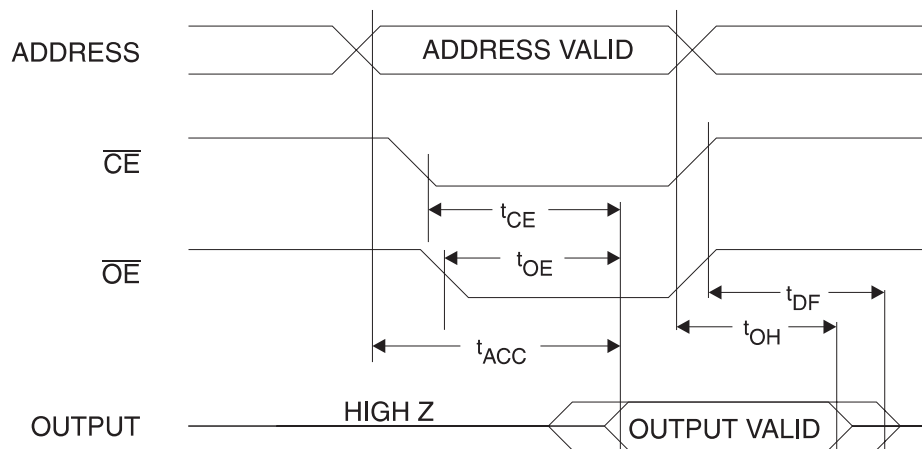 ADDRESS
ADDRESS VALID
CE
tCE
OE
tOE
tDF
tOH
tACC
HIGH Z
OUTPUT
OUTPUT VALID